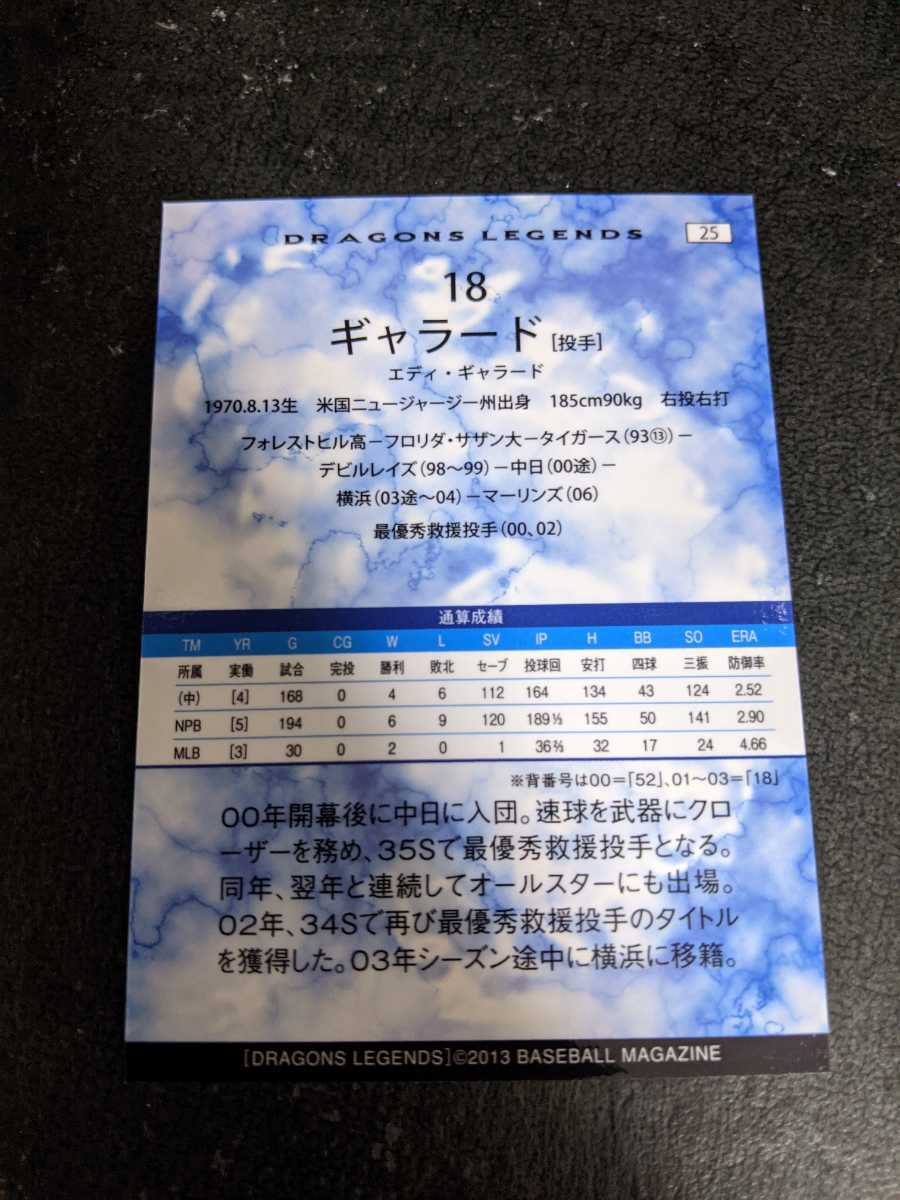 DRAGONS LEGENDS 25
18
ギャラード [投手]
エディ・ギャラード
1970.8.13生 米国ニュージャージー州出身 185cm90kg 右投右打
フォレストヒル高－フロリダ・サザン大－タイガース(93⑬)－
デビルレイズ(98〜99)－中日(00途)－
横浜(03途〜04)－マーリンズ(06)
最優秀救援投手(00、02)
通算成績
TM YR G CG W L SV IP H BB SO ERA
所属 実働 試合 完投 勝利 敗北 セーブ 投球回 安打 四球 三振 防御率
(中) [4] 168 0 4 6 112 164 134 43 124 2.52
NPB [5] 194 0 6 9 120 189⅓ 155 50 141 2.90
MLB [3] 30 0 2 0 1 36⅔ 32 17 24 4.66
※背番号は00=「52」、01〜03=「18」
00年開幕後に中日に入団。速球を武器にクロ
ーザーを務め、35Sで最優秀救援投手となる。
同年、翌年と連続してオールスターにも出場。
02年、34Sで再び最優秀救援投手のタイトル
を獲得した。03年シーズン途中に横浜に移籍。
[DRAGONS LEGENDS]©2013 BASEBALL MAGAZINE